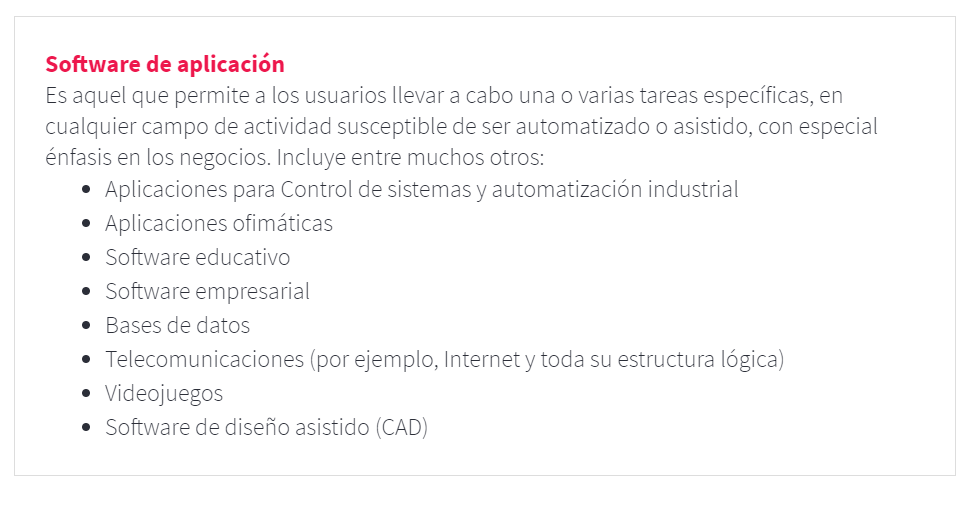 Software de aplicación
Es aquel que permite a los usuarios llevar a cabo una o varias tareas específicas, en
cualquier campo de actividad susceptible de ser automatizado o asistido, con especial
énfasis en los negocios. Incluye entre muchos otros:
• Aplicaciones para Control de sistemas y automatización industrial
• Aplicaciones ofimáticas
• Software educativo
• Software empresarial
• Bases de datos
• Telecomunicaciones (por ejemplo, Internet y toda su estructura lógica)
• Videojuegos
• Software de diseño asistido (CAD)